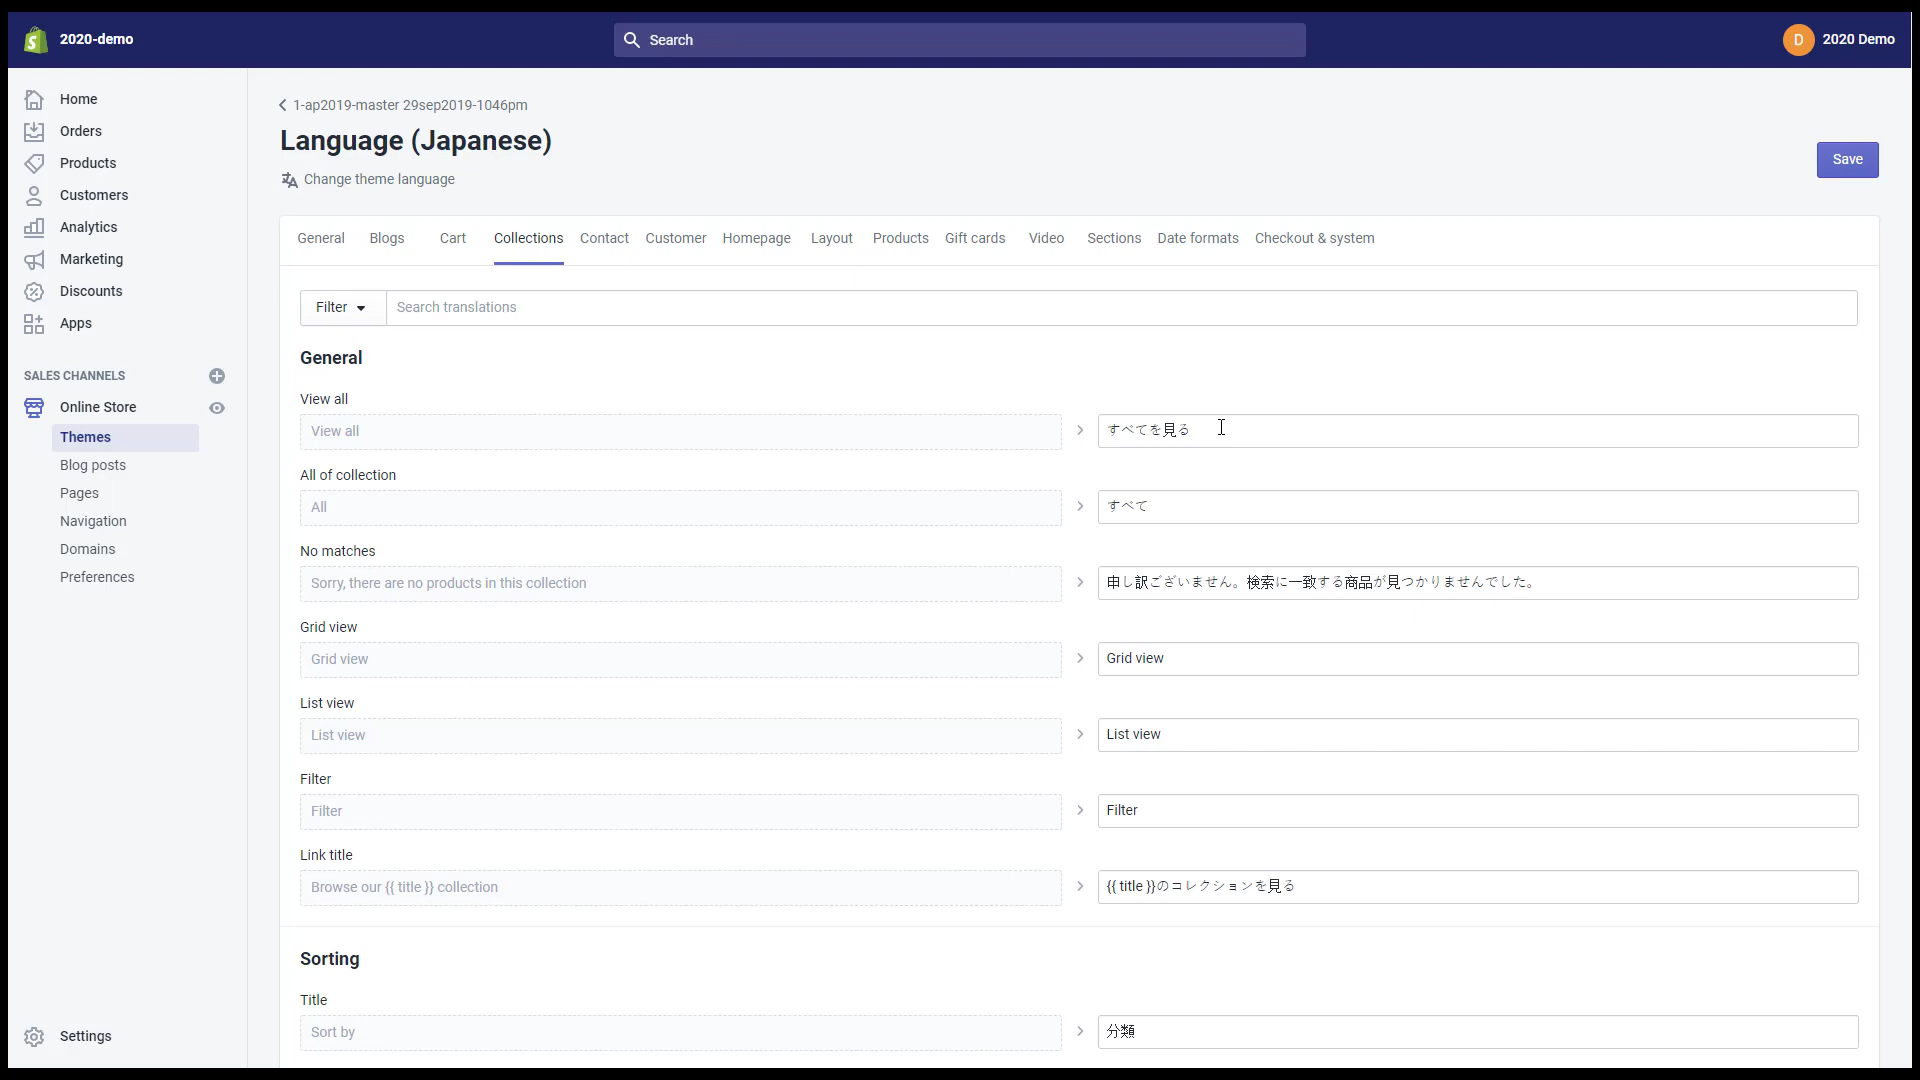 2020-demo
Search
D
2020 Demo
Home
Orders
Products
Customers
Analytics
Marketing
Discounts
Apps
SALES CHANNELS
Online Store
Themes
Blog posts
Pages
Navigation
Domains
Preferences
Settings
1-ap2019-master 29sep2019-1046pm
Language (Japanese)
Change theme language
Save
General Blogs Cart Collections Contact Customer Homepage Layout Products Gift cards Video Sections Date formats Checkout & system
Filter Search translations
General
View all
View all すべてを見る
All of collection
All すべて
No matches
Sorry, there are no products in this collection 申し訳ございません。検索に一致する商品が見つかりませんでした。
Grid view
Grid view Grid view
List view
List view List view
Filter
Filter Filter
Link title
Browse our {{ title }} collection {{ title }}のコレクションを見る
Sorting
Title
Sort by 分類